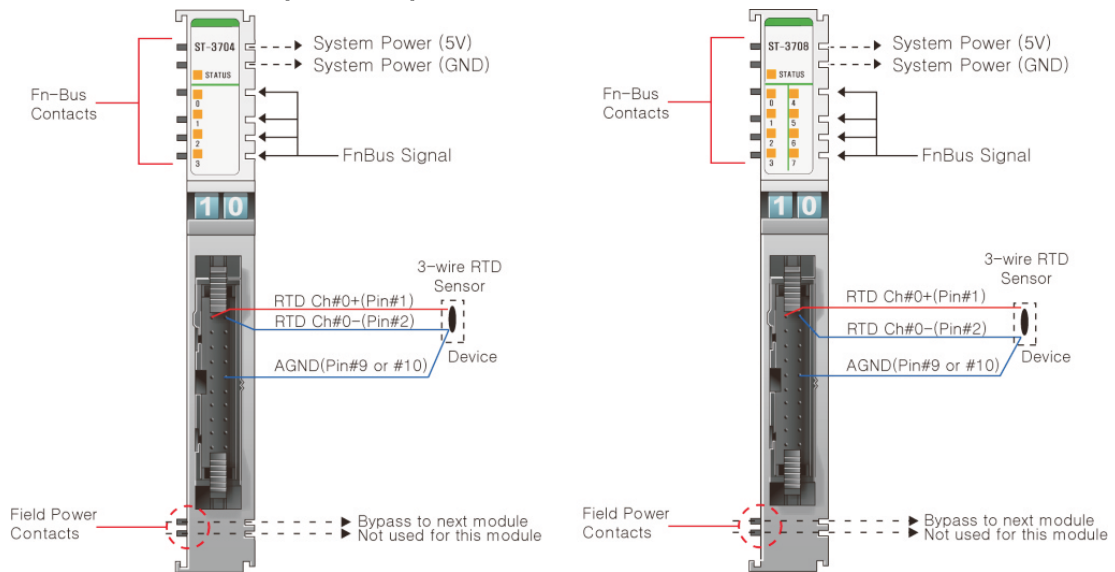 ST-3704
System Power (5V)
System Power (GND)
STATUS
Fn-Bus
Contacts
0
1
2
3
FnBus Signal
10
3-wire RTD
Sensor
RTD Ch#0+(Pin#1)
RTD Ch#0-(Pin#2)
Device
AGND(Pin#9 or #10)
Field Power
Contacts
Bypass to next module
Not used for this module
ST-3708
System Power (5V)
System Power (GND)
STATUS
Fn-Bus
Contacts
0 4
1 5
2 6
3 7
FnBus Signal
10
3-wire RTD
Sensor
RTD Ch#0+(Pin#1)
RTD Ch#0-(Pin#2)
Device
AGND(Pin#9 or #10)
Field Power
Contacts
Bypass to next module
Not used for this module